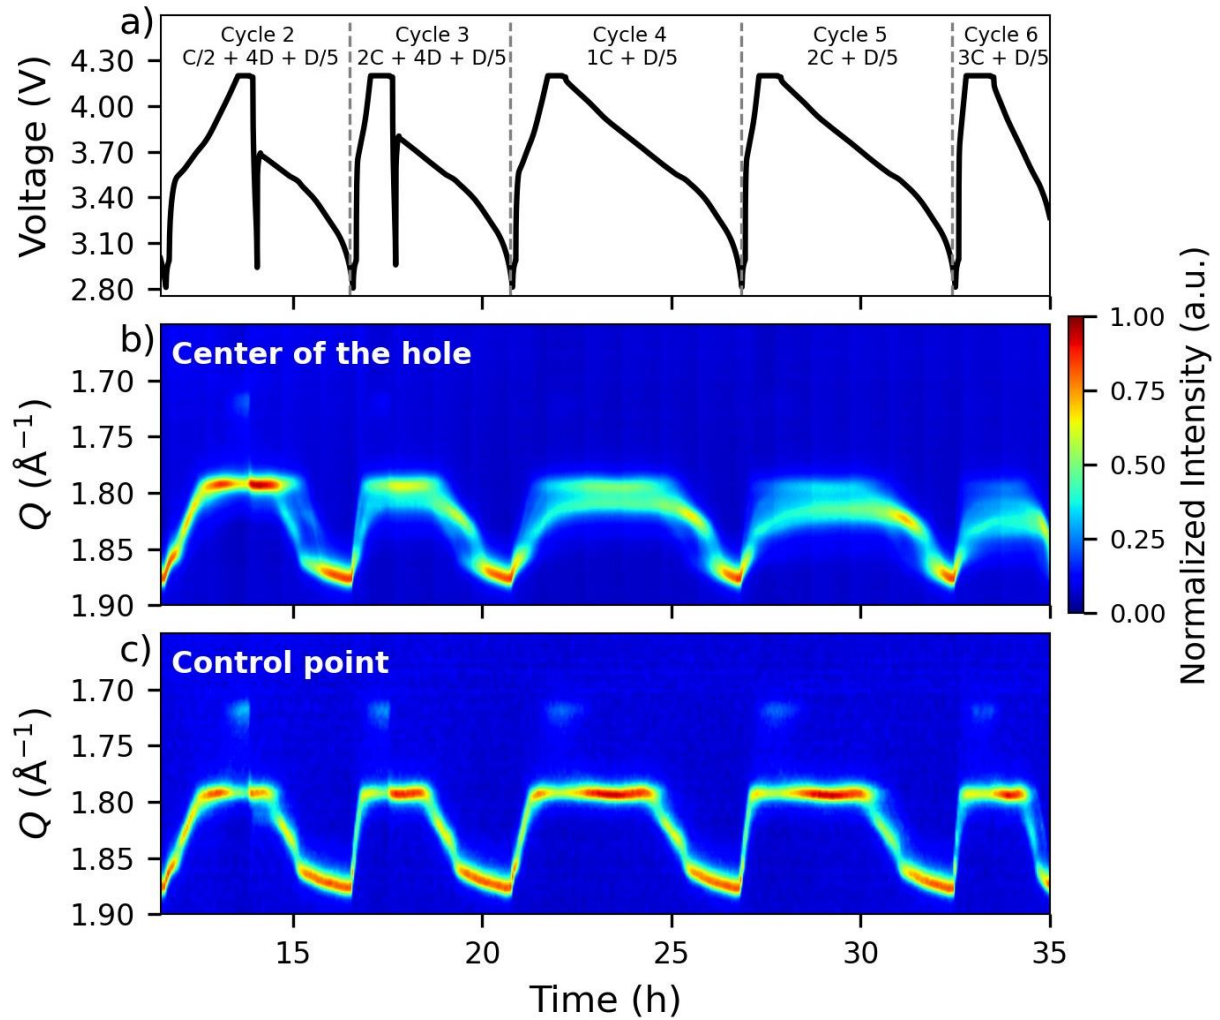 a)
Cycle 2
C/2 + 4D + D/5
Cycle 3
2C + 4D + D/5
Cycle 4
1C + D/5
Cycle 5
2C + D/5
Cycle 6
3C + D/5
Voltage (V)
4.30
4.00
3.70
3.40
3.10
2.80
b)
Center of the hole
Q (Å⁻¹)
1.70
1.75
1.80
1.85
1.90
1.00
0.75
0.50
0.25
0.00
Normalized Intensity (a.u.)
c)
Control point
Q (Å⁻¹)
1.70
1.75
1.80
1.85
1.90
15
20
25
30
35
Time (h)